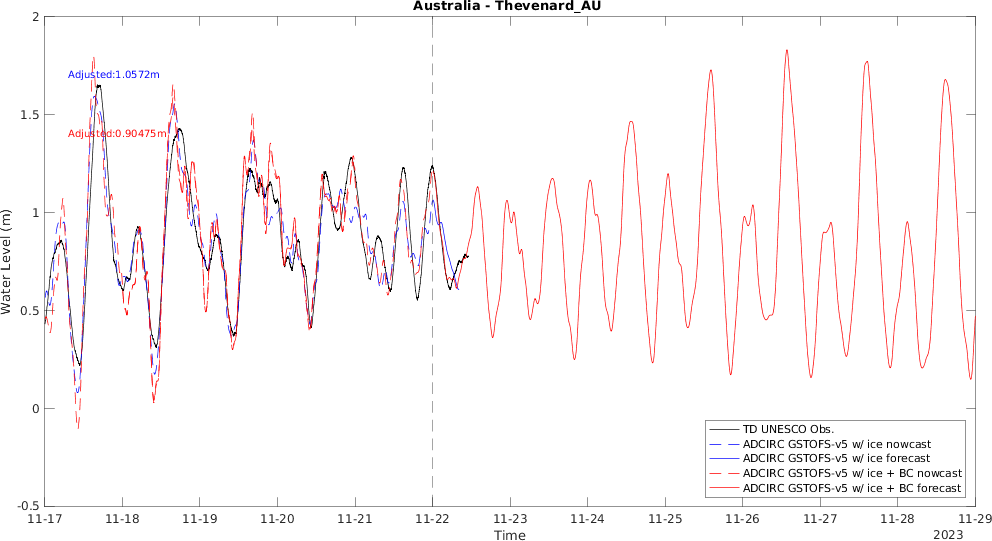 Australia - Thevenard_AU
Adjusted:1.0572m
Adjusted:0.90475m
Water Level (m)
2
1.5
1
0.5
0
-0.5
TD UNESCO Obs.
ADCIRC GSTOFS-v5 w/ ice nowcast
ADCIRC GSTOFS-v5 w/ ice forecast
ADCIRC GSTOFS-v5 w/ ice + BC nowcast
ADCIRC GSTOFS-v5 w/ ice + BC forecast
11-17 11-18 11-19 11-20 11-21 11-22 11-23 11-24 11-25 11-26 11-27 11-28 11-29
Time
2023